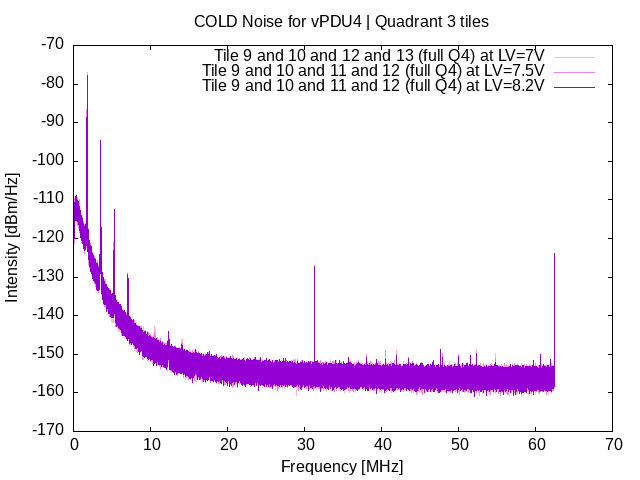 COLD Noise for vPDU4 | Quadrant 3 tiles
Tile 9 and 10 and 12 and 13 (full Q4) at LV=7V
Tile 9 and 10 and 11 and 12 (full Q4) at LV=7.5V
Tile 9 and 10 and 11 and 12 (full Q4) at LV=8.2V
-70
-80
-90
-100
-110
-120
-130
-140
-150
-160
-170
Intensity [dBm/Hz]
0 10 20 30 40 50 60 70
Frequency [MHz]